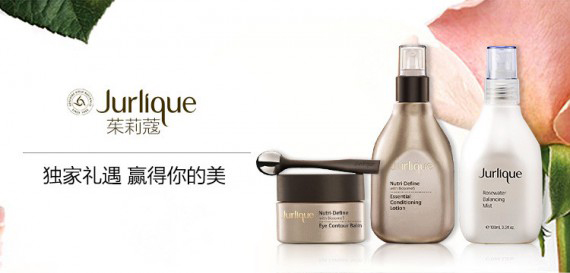 Jurlique
茱莉蔻
独家礼遇 赢得你的美
Jurlique
Nutri-Define
Eye Contour Balm
Nutri-Define
Essential
Conditioning
Lotion
Jurlique
Rosewater
Balancing
Mist